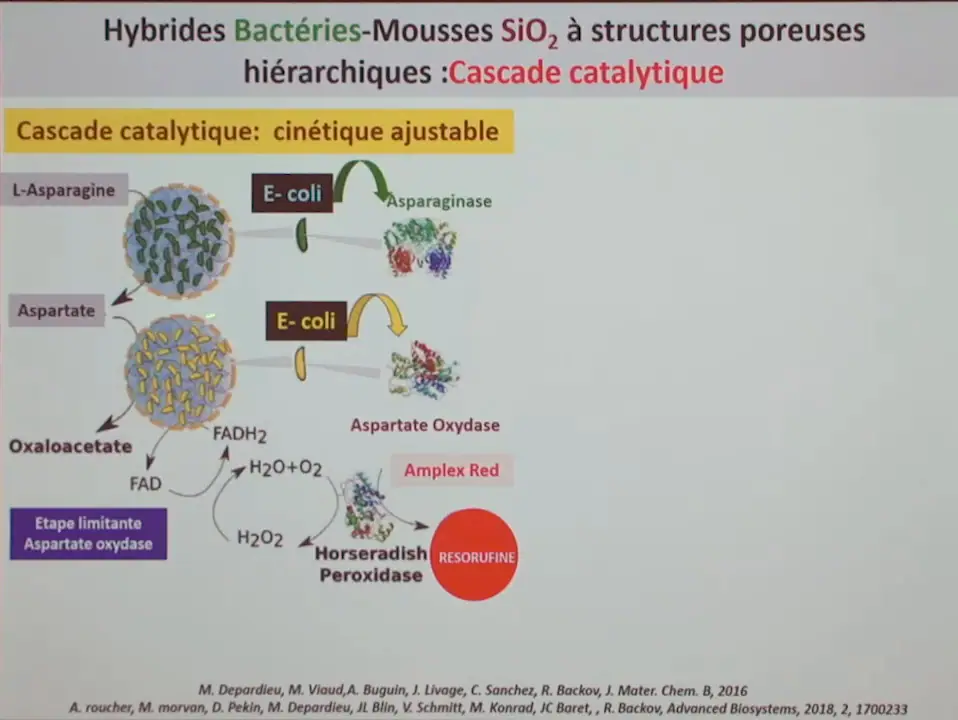 Hybrides Bactéries-Mousses SiO2 à structures poreuses
hiérarchiques :Cascade catalytique
Cascade catalytique: cinétique ajustable
L-Asparagine
E- coli
Asparaginase
Aspartate
E- coli
Aspartate Oxydase
Oxaloacetate
FADH2
FAD
H2O+O2
Amplex Red
H2O2
Etape limitante
Aspartate oxydase
Horseradish
Peroxidase
RESORUFINE
M. Depardieu, M. Viaud,A. Buguin, J. Livage, C. Sanchez, R. Backov, J. Mater. Chem. B, 2016
A. roucher, M. morvan, D. Pekin, M. Depardieu, JL Blin, V. Schmitt, M. Konrad, JC Baret, , R. Backov, Advanced Biosystems, 2018, 2, 1700233